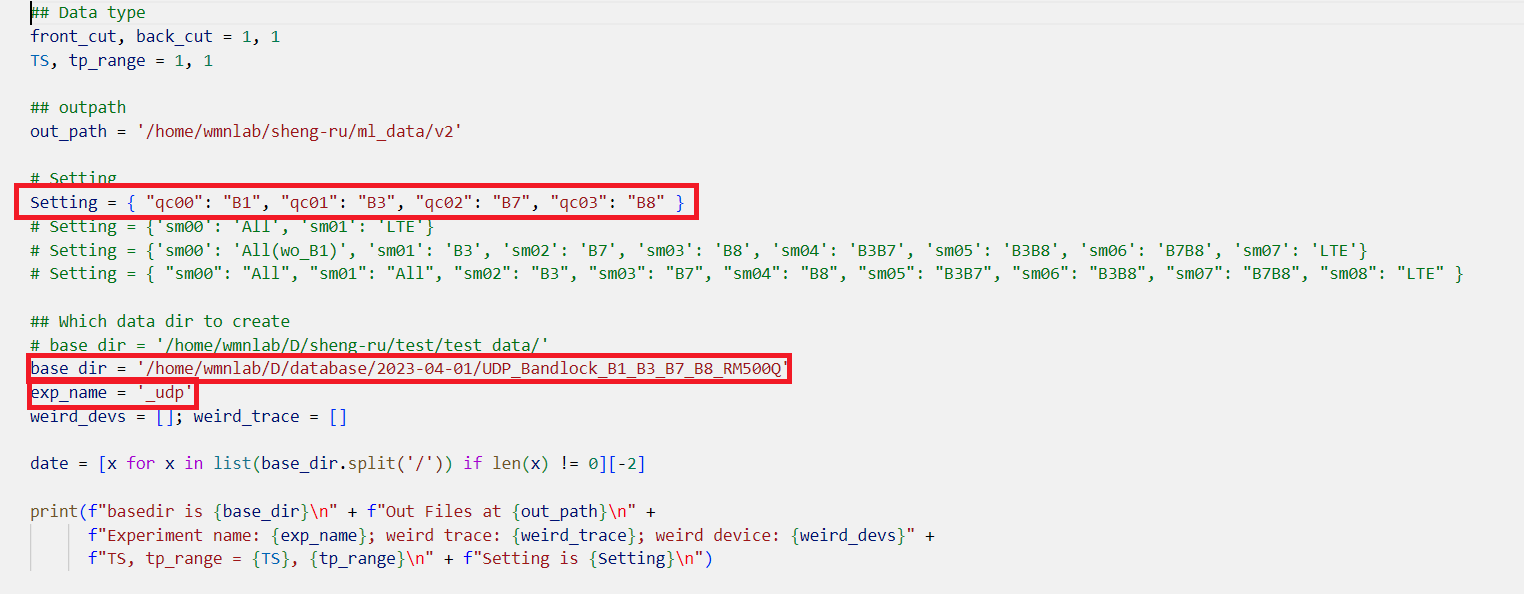 ## Data type
front_cut, back_cut = 1, 1
TS, tp_range = 1, 1
## outpath
out_path = '/home/wmnlab/sheng-ru/ml_data/v2'
# Setting
Setting = { "qc00": "B1", "qc01": "B3", "qc02": "B7", "qc03": "B8" }
# Setting = {'sm00': 'All', 'sm01': 'LTE'}
# Setting = {'sm00': 'All(wo_B1)', 'sm01': 'B3', 'sm02': 'B7', 'sm03': 'B8', 'sm04': 'B3B7', 'sm05': 'B3B8', 'sm06': 'B7B8', 'sm07': 'LTE'}
# Setting = { "sm00": "All", "sm01": "All", "sm02": "B3", "sm03": "B7", "sm04": "B8", "sm05": "B3B7", "sm06": "B3B8", "sm07": "B7B8", "sm08": "LTE" }
## Which data dir to create
# base_dir = '/home/wmnlab/D/sheng-ru/test/test_data/'
base_dir = '/home/wmnlab/D/database/2023-04-01/UDP_Bandlock_B1_B3_B7_B8_RM500Q'
exp_name = '_udp'
weird_devs = []; weird_trace = []
date = [x for x in list(base_dir.split('/')) if len(x) != 0][-2]
print(f"basedir is {base_dir}\n" + f"Out Files at {out_path}\n" +
f"Experiment name: {exp_name}; weird trace: {weird_trace}; weird device: {weird_devs}" +
f"TS, tp_range = {TS}, {tp_range}\n" + f"Setting is {Setting}\n")